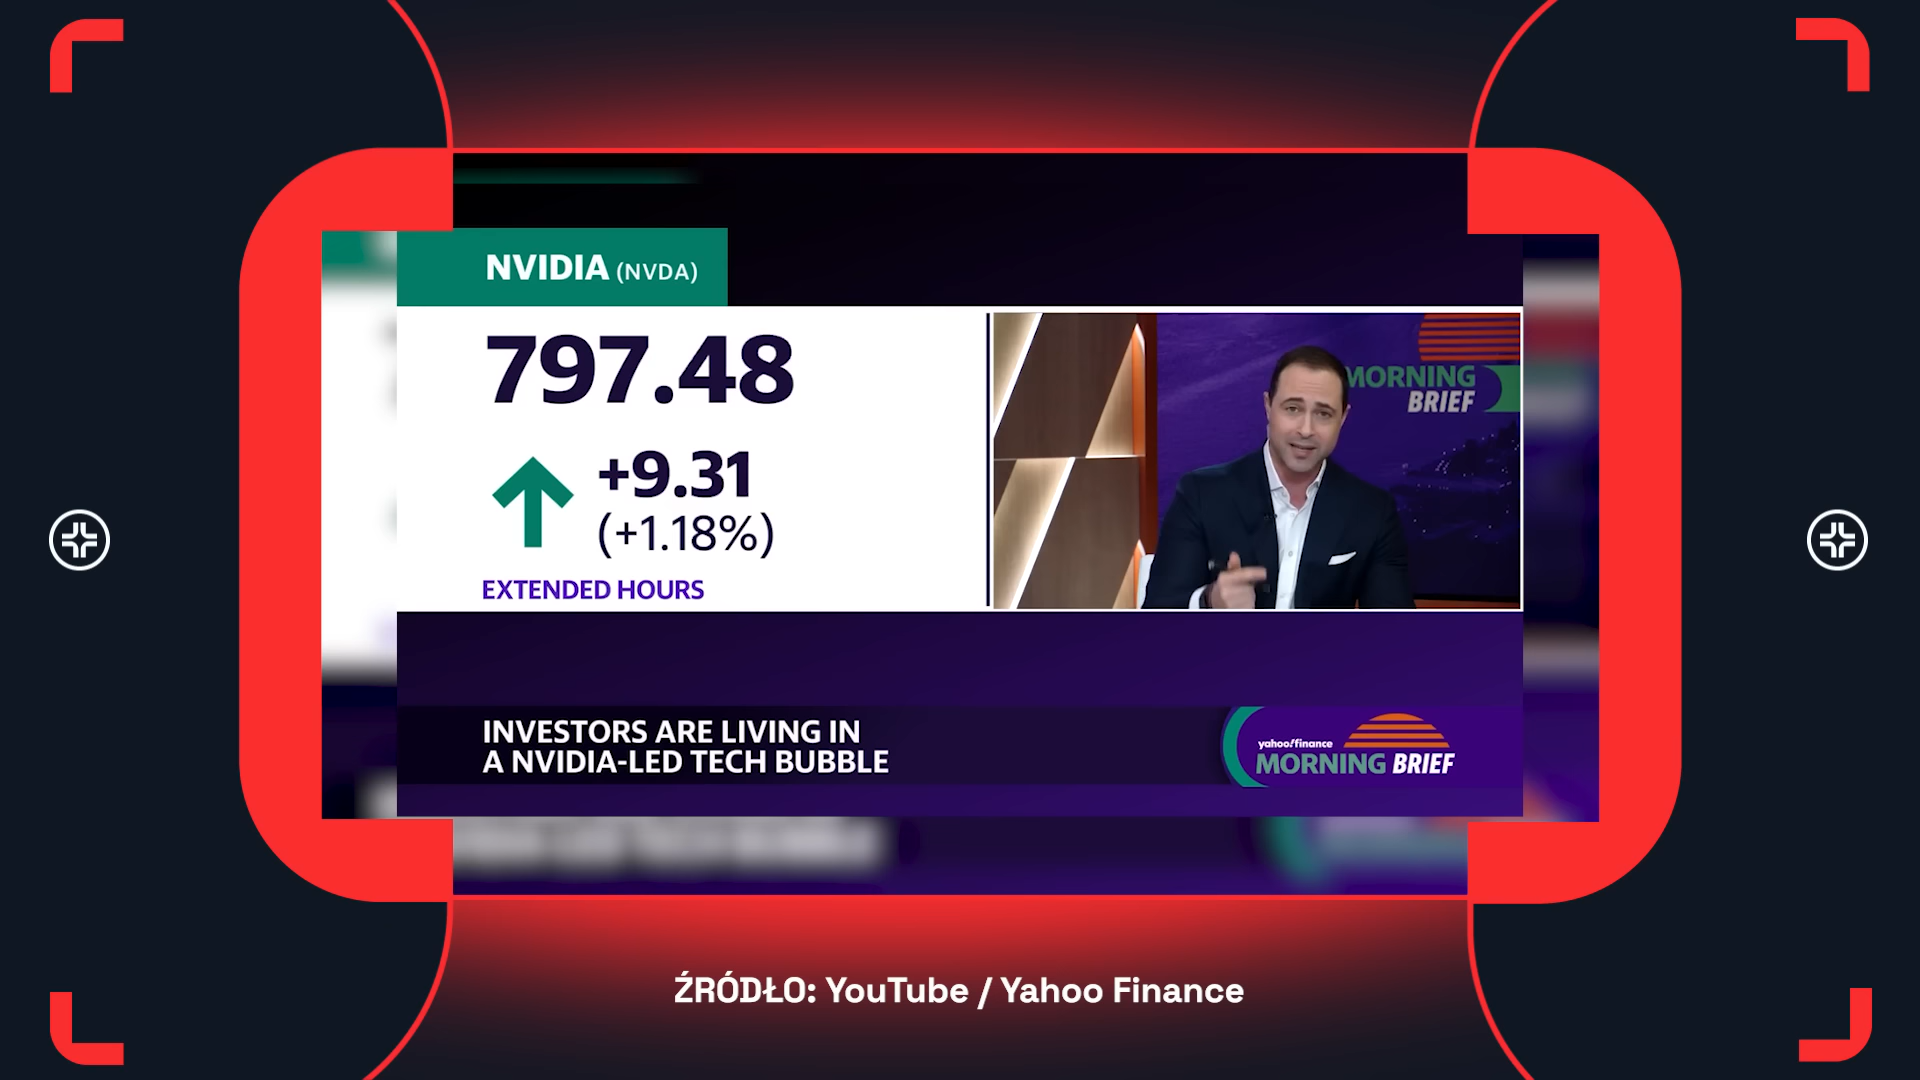 NVIDIA (NVDA)
797.48
+9.31
(+1.18%)
EXTENDED HOURS
MORNING
BRIEF
INVESTORS ARE LIVING IN
A NVIDIA-LED TECH BUBBLE
yahoo!finance
MORNING BRIEF
ŹRÓDŁO: YouTube / Yahoo Finance